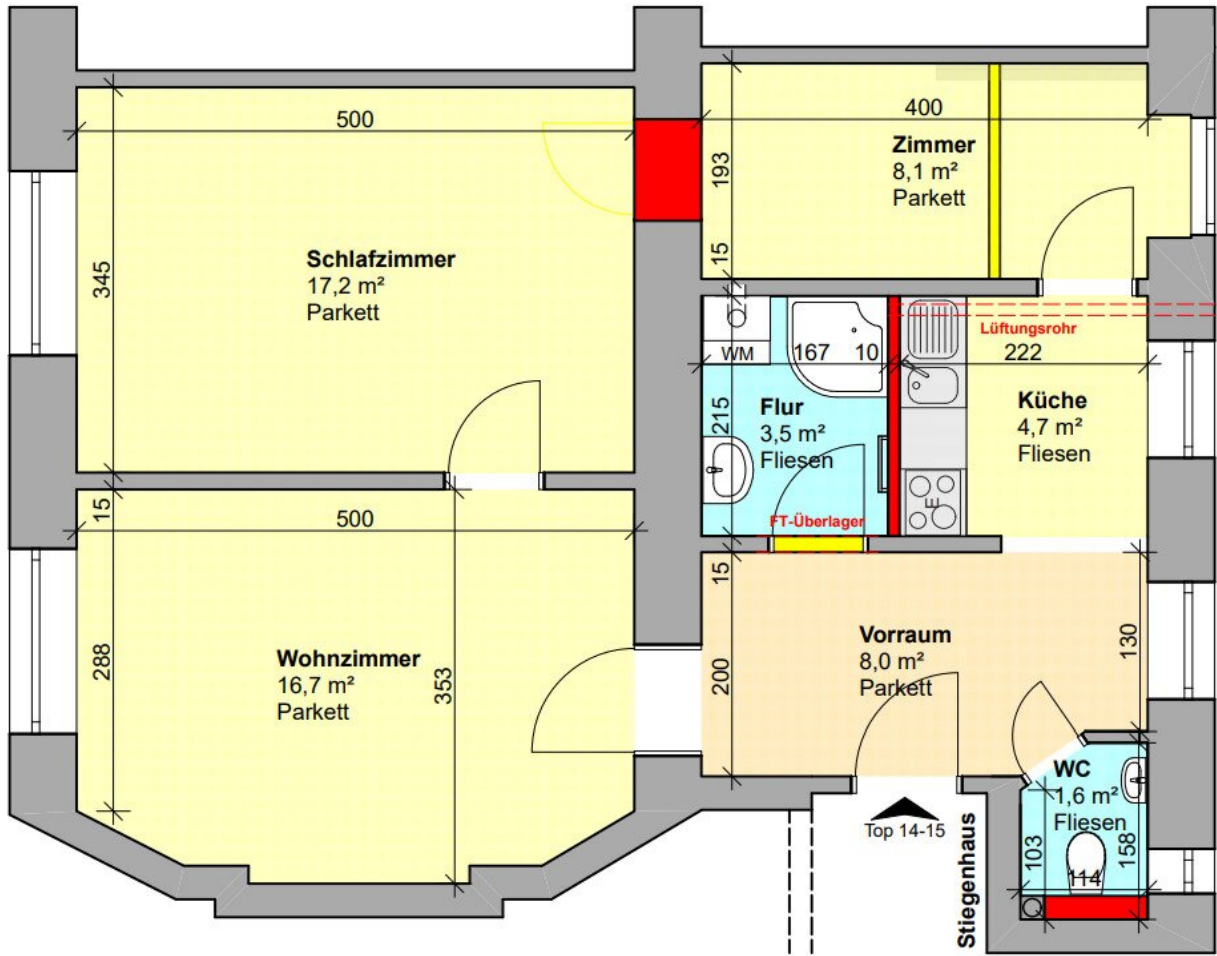 500
400
Zimmer
8,1 m²
Parkett
193
15
345
Schlafzimmer
17,2 m²
Parkett
Lüftungsrohr
WM
167
10
222
215
Flur
3,5 m²
Fliesen
Küche
4,7 m²
Fliesen
E
FT-Überlager
15
500
15
288
353
Wohnzimmer
16,7 m²
Parkett
200
Vorraum
8,0 m²
Parkett
130
WC
1,6 m²
Fliesen
103
158
114
Top 14-15
Stiegenhaus